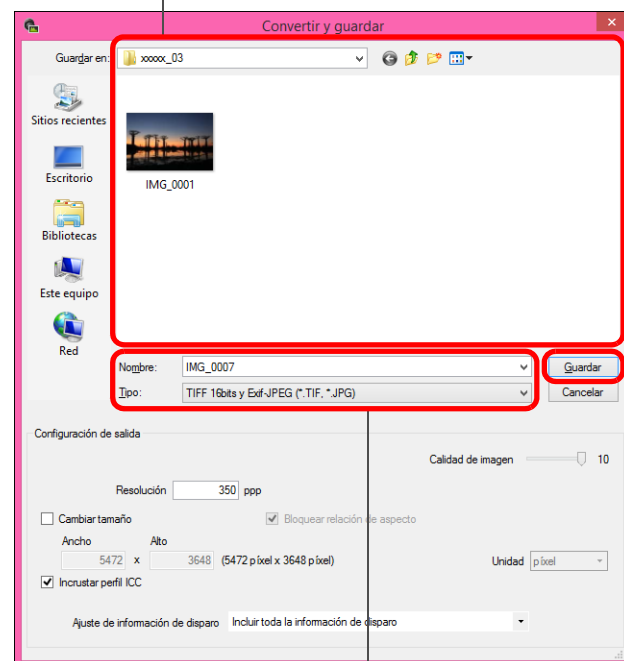 Convertir y guardar
Guardar en: xxxxx_03
Sitios recientes
Escritorio
Bibliotecas
Este equipo
Red
IMG_0001
Nombre: IMG_0007 Guardar
Tipo: TIFF 16bits y Exif-JPEG (*.TIF, *.JPG) Cancelar
Configuración de salida
Calidad de imagen 10
Resolución 350 ppp
Cambiar tamaño Bloquear relación de aspecto
Ancho Alto
5472 x 3648 (5472 píxel x 3648 píxel) Unidad píxel
Incrustar perfil ICC
Ajuste de información de disparo Incluir toda la información de disparo